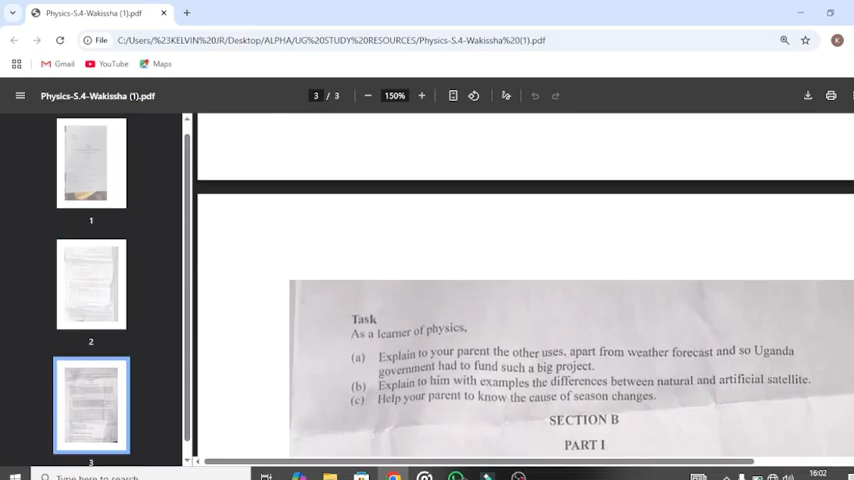 Physics-S.4-Wakissha (1).pdf
File
C:/Users/%23KELVIN%20JR/Desktop/ALPHA/UG%20STUDY%20RESOURCES/Physics-S.4-Wakissha%20(1).pdf
K
Gmail
YouTube
Maps
Physics-S.4-Wakissha (1).pdf
3 / 3
150%
1
2
3
Task
As a learner of physics,
(a) Explain to your parent the other uses, apart from weather forecast and so Uganda
government had to fund such a big project.
(b) Explain to him with examples the differences between natural and artificial satellite.
(c) Help your parent to know the cause of season changes.
SECTION B
PART I
Type here to search
16:02